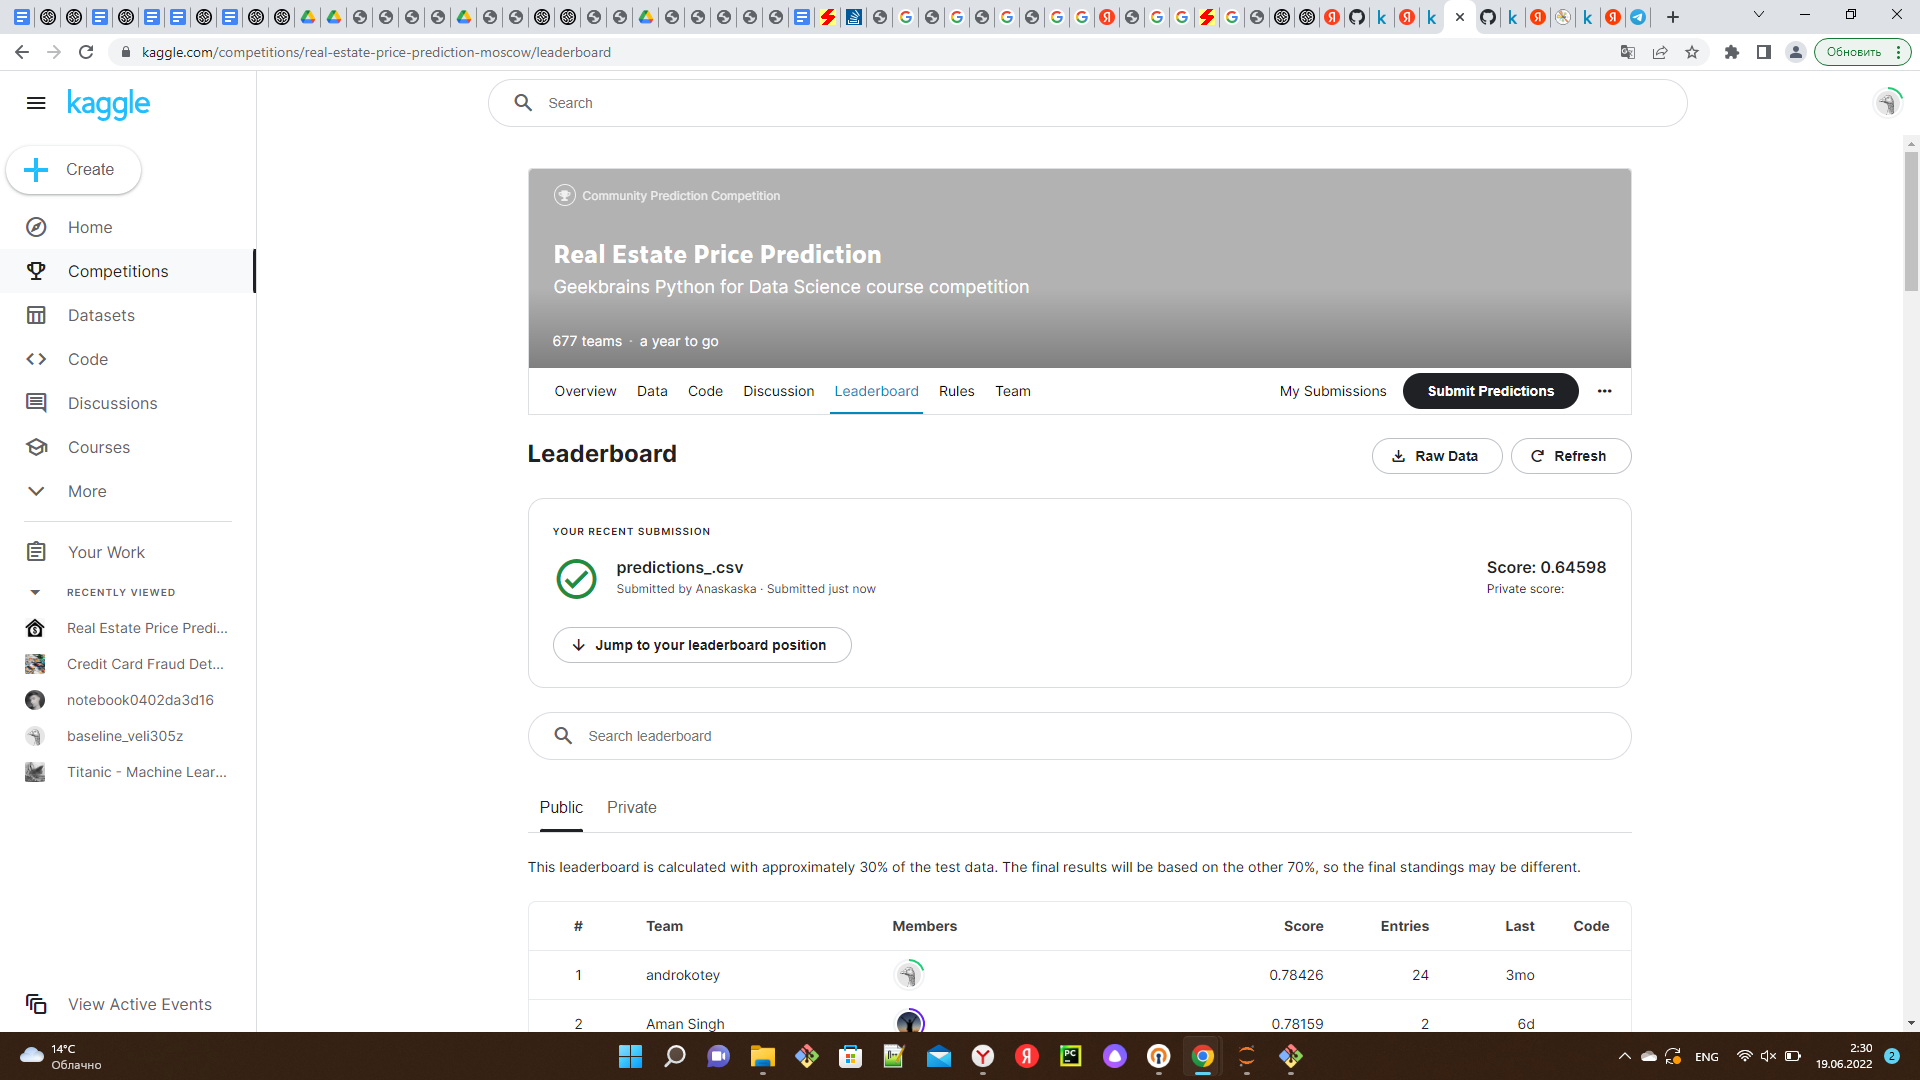 kaggle.com/competitions/real-estate-price-prediction-moscow/leaderboard
Обновить
kaggle
Search
Create
Home
Competitions
Datasets
Code
Discussions
Courses
More
Your Work
RECENTLY VIEWED
Real Estate Price Predi...
Credit Card Fraud Det...
notebook0402da3d16
baseline_veli305z
Titanic - Machine Lear...
View Active Events
Community Prediction Competition
Real Estate Price Prediction
Geekbrains Python for Data Science course competition
677 teams · a year to go
Overview Data Code Discussion Leaderboard Rules Team My Submissions Submit Predictions
Leaderboard
Raw Data Refresh
YOUR RECENT SUBMISSION
predictions_.csv Score: 0.64598
Submitted by Anaskaska · Submitted just now Private score:
Jump to your leaderboard position
Search leaderboard
Public Private
This leaderboard is calculated with approximately 30% of the test data. The final results will be based on the other 70%, so the final standings may be different.
# Team Members Score Entries Last Code
1 androkotey 0.78426 24 3mo
2 Aman Singh 0.78159 2 6d
14°C
Облачно
ENG
2:30
19.06.2022
2